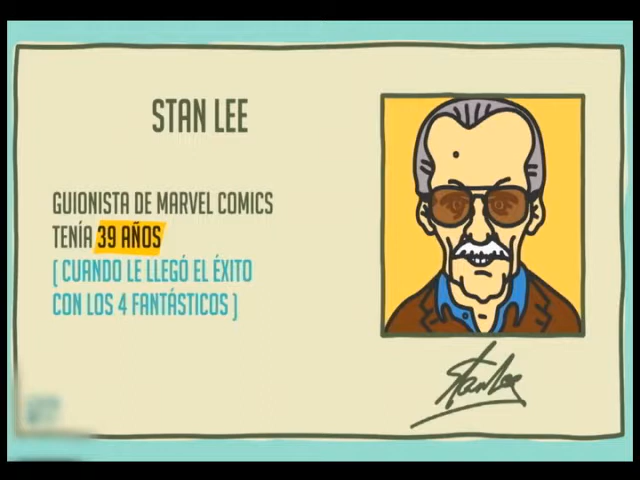 STAN LEE
GUIONISTA DE MARVEL COMICS
TENÍA 39 AÑOS
( CUANDO LE LLEGÓ EL ÉXITO
CON LOS 4 FANTÁSTICOS )
Stan Lee